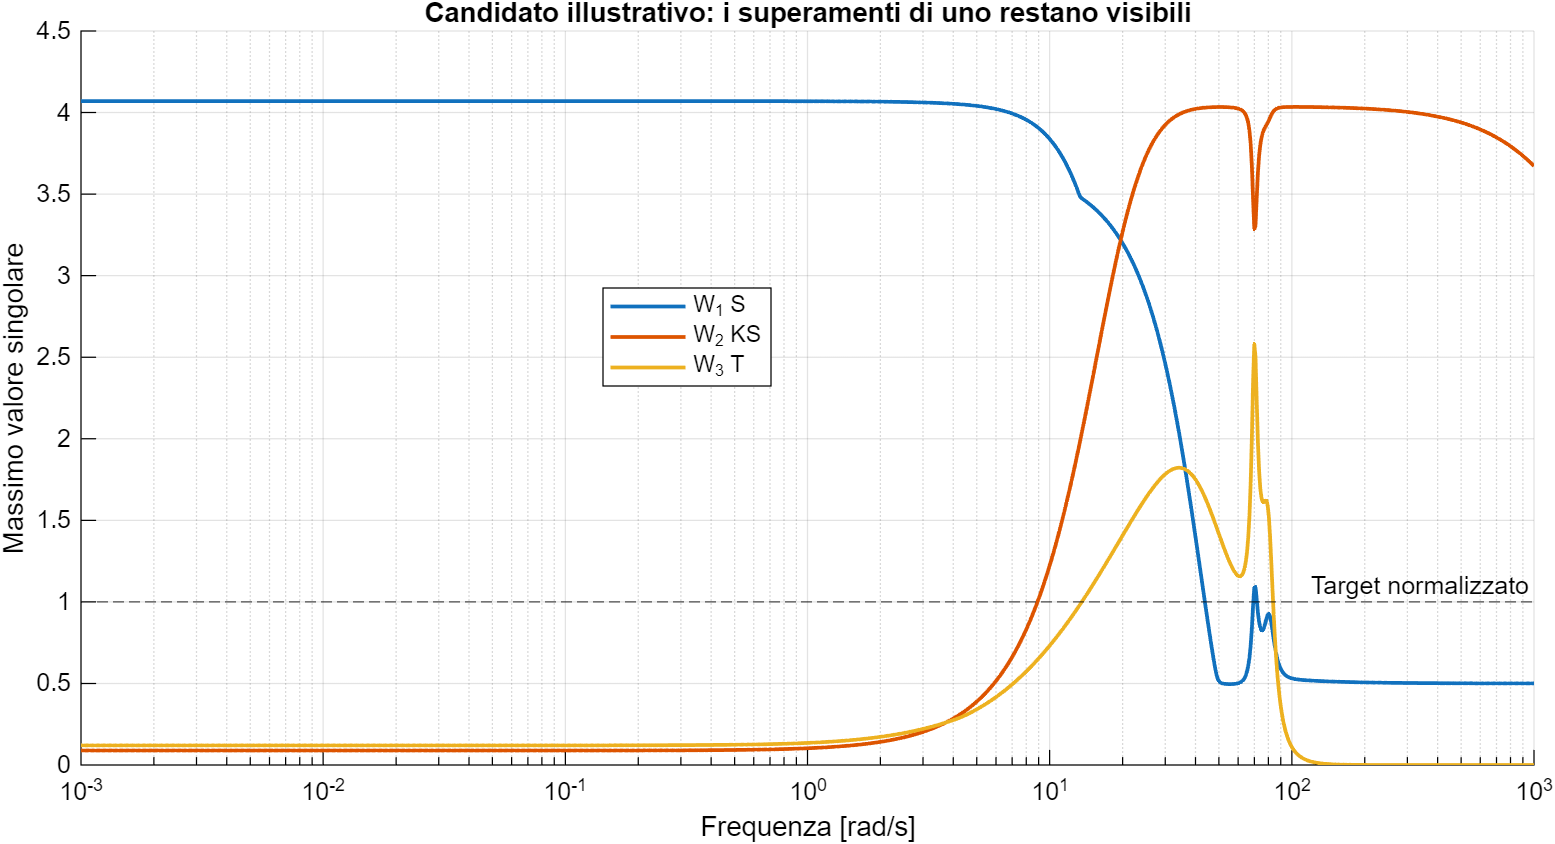 Candidato illustrativo: i superamenti di uno restano visibili
Massimo valore singolare
4.5
4
3.5
3
2.5
2
1.5
1
0.5
0
W₁ S
W₂ KS
W₃ T
Target normalizzato
10⁻³ 10⁻² 10⁻¹ 10⁰ 10¹ 10² 10³
Frequenza [rad/s]